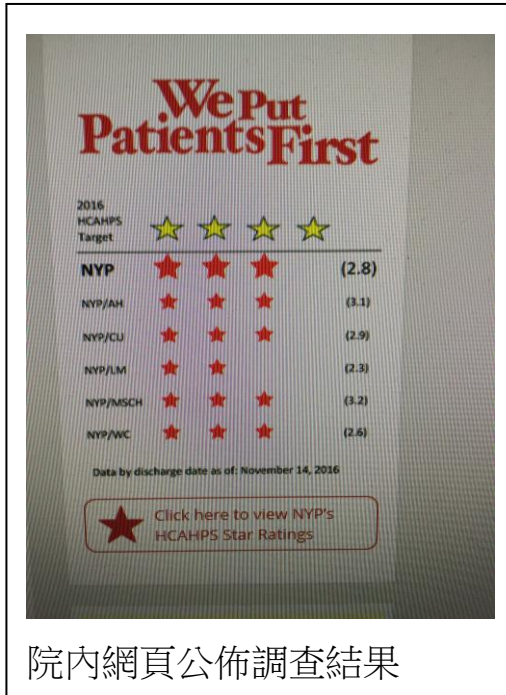 We Put
Patients First
2016
HCAHPS
Target
NYP (2.8)
NYP/AH (3.1)
NYP/CU (2.9)
NYP/LM (2.3)
NYP/MSCH (3.2)
NYP/WC (2.6)
Data by discharge date as of: November 14, 2016
Click here to view NYP's
HCAHPS Star Ratings
院內網頁公佈調查結果